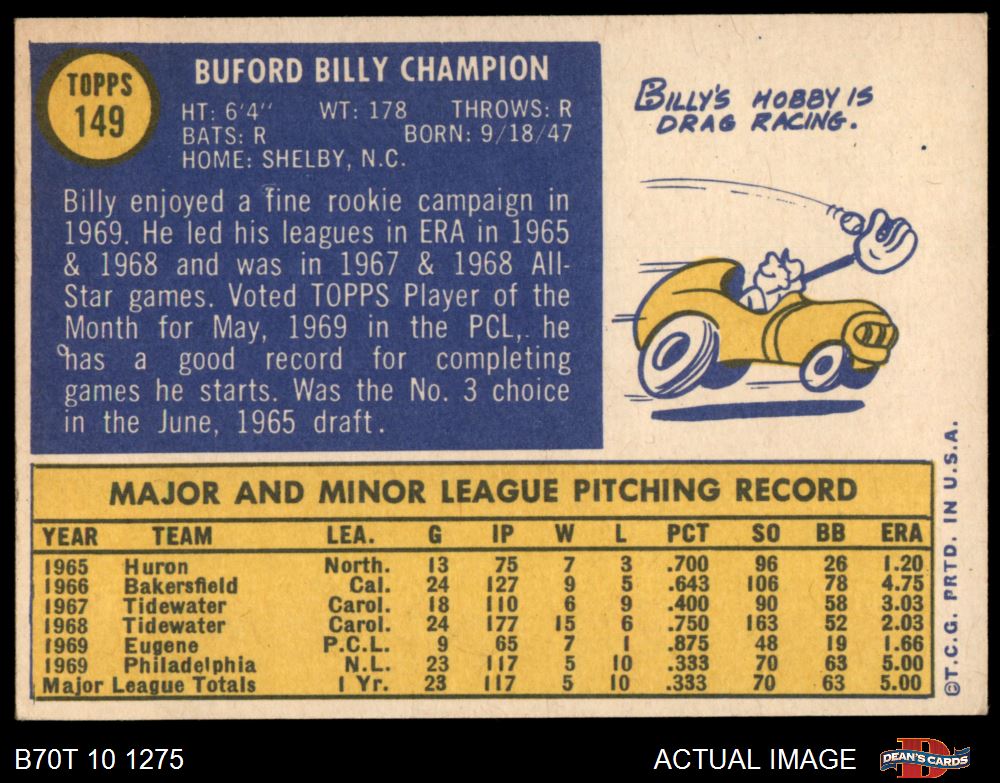 TOPPS
149
BUFORD BILLY CHAMPION
HT: 6'4" WT: 178 THROWS: R
BATS: R BORN: 9/18/47
HOME: SHELBY, N.C.
Billy enjoyed a fine rookie campaign in
1969. He led his leagues in ERA in 1965
& 1968 and was in 1967 & 1968 All-
Star games. Voted TOPPS Player of the
Month for May, 1969 in the PCL, he
has a good record for completing
games he starts. Was the No. 3 choice
in the June, 1965 draft.
BILLY'S HOBBY IS
DRAG RACING.
MAJOR AND MINOR LEAGUE PITCHING RECORD
YEAR TEAM LEA. G IP W L PCT SO BB ERA
1965 Huron North. 13 75 7 3 .700 96 26 1.20
1966 Bakersfield Cal. 24 127 9 5 .643 106 78 4.75
1967 Tidewater Carol. 18 110 6 9 .400 90 58 3.03
1968 Tidewater Carol. 24 177 15 6 .750 163 52 2.03
1969 Eugene P.C.L. 9 65 7 1 .875 48 19 1.66
1969 Philadelphia N.L. 23 117 5 10 .333 70 63 5.00
Major League Totals 1 Yr. 23 117 5 10 .333 70 63 5.00
©T.C.G. PRTD. IN U.S.A.
B70T 10 1275
ACTUAL IMAGE
D
DEAN'S CARDS